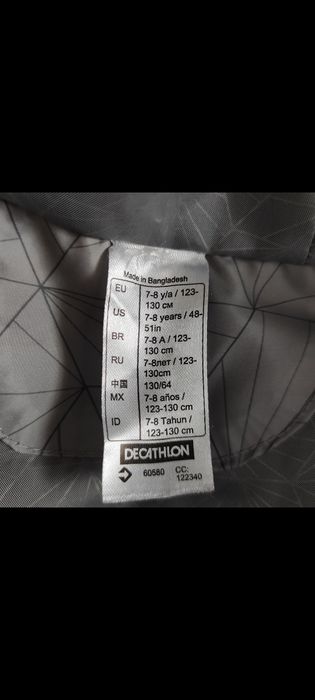 Made in Bangladesh
EU 7-8 y/a / 123-
130 см
US 7-8 years / 48-
51in
BR 7-8 A / 123-
130 cm
RU 7-8лет / 123-
130cm
中国 130/64
MX 7-8 años /
123-130 cm
ID 7-8 Tahun /
123-130 cm
DECATHLON
60580 CC:
122340